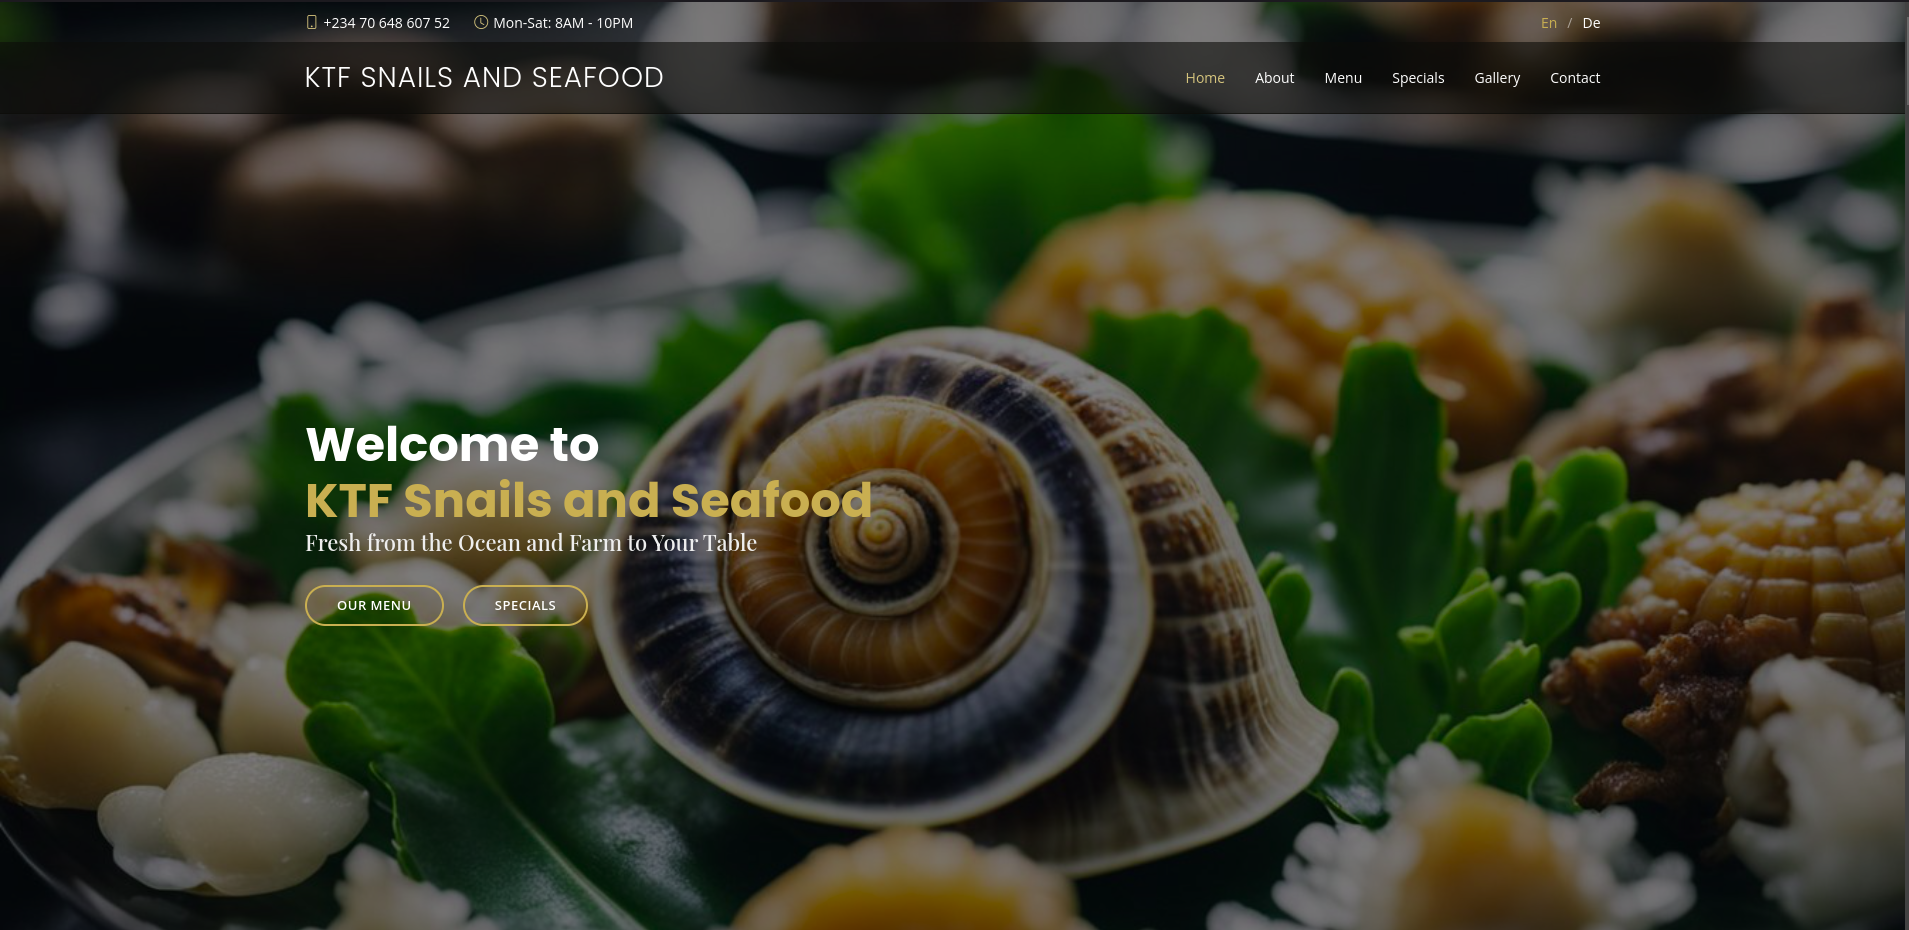 +234 70 648 607 52 Mon-Sat: 8AM - 10PM En / De
KTF SNAILS AND SEAFOOD Home About Menu Specials Gallery Contact
Welcome to
KTF Snails and Seafood
Fresh from the Ocean and Farm to Your Table
OUR MENU SPECIALS